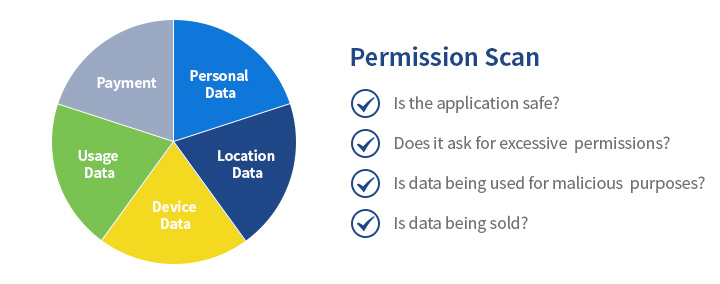 Payment
Personal
Data
Usage
Data
Location
Data
Device
Data
Permission Scan
Is the application safe?
Does it ask for excessive permissions?
Is data being used for malicious purposes?
Is data being sold?